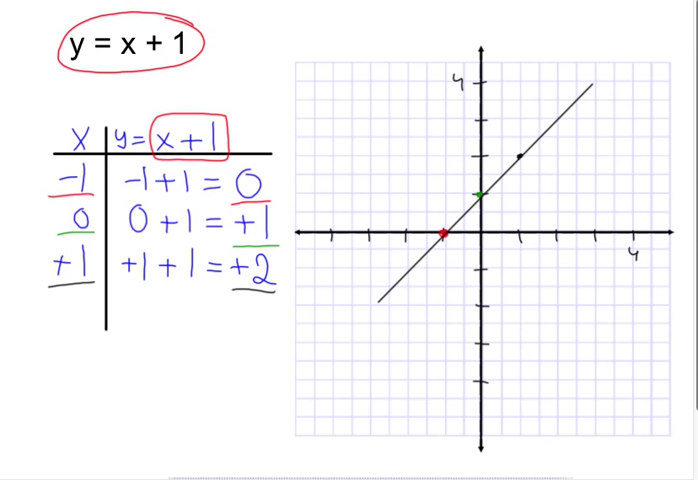 y = x + 1
x y = x + 1
-1 -1 + 1 = 0
0 0 + 1 = +1
+1 +1 + 1 = +2
4
4